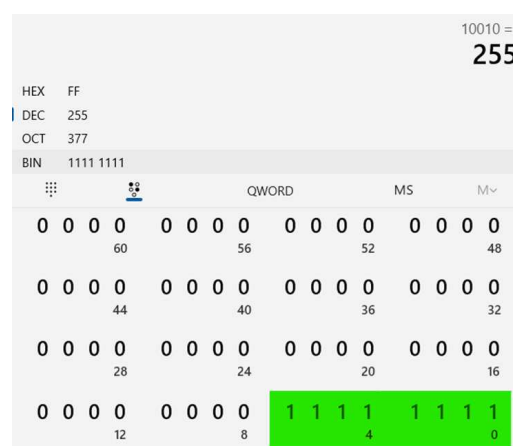 10010 =
255
HEX FF
DEC 255
OCT 377
BIN 1111 1111
QWORD MS M
0 0 0 0 0 0 0 0 0 0 0 0 0 0 0 0
60 56 52 48
0 0 0 0 0 0 0 0 0 0 0 0 0 0 0 0
44 40 36 32
0 0 0 0 0 0 0 0 0 0 0 0 0 0 0 0
28 24 20 16
0 0 0 0 0 0 0 0 1 1 1 1 1 1 1 1
12 8 4 0